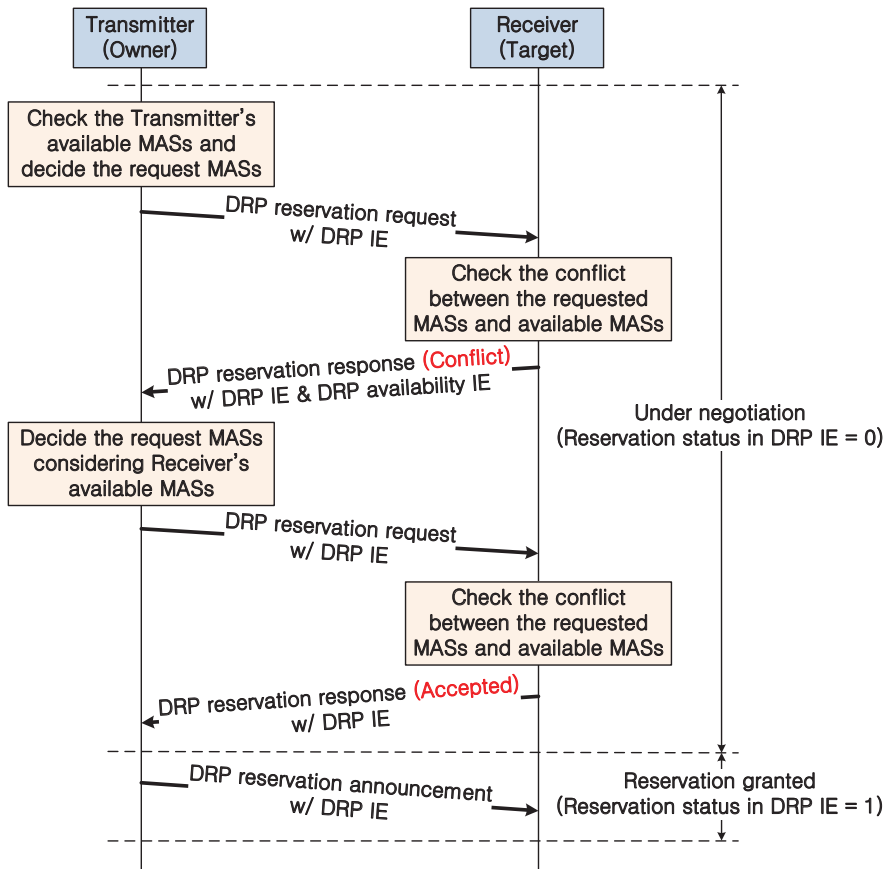 Transmitter
(Owner)
Receiver
(Target)
Check the Transmitter's
available MASs and
decide the request MASs
DRP reservation request
w/ DRP IE
Check the conflict
between the requested
MASs and available MASs
DRP reservation response (Conflict)
w/ DRP IE & DRP availability IE
Under negotiation
(Reservation status in DRP IE = 0)
Decide the request MASs
considering Receiver's
available MASs
DRP reservation request
w/ DRP IE
Check the conflict
between the requested
MASs and available MASs
DRP reservation response (Accepted)
w/ DRP IE
DRP reservation announcement
w/ DRP IE
Reservation granted
(Reservation status in DRP IE = 1)